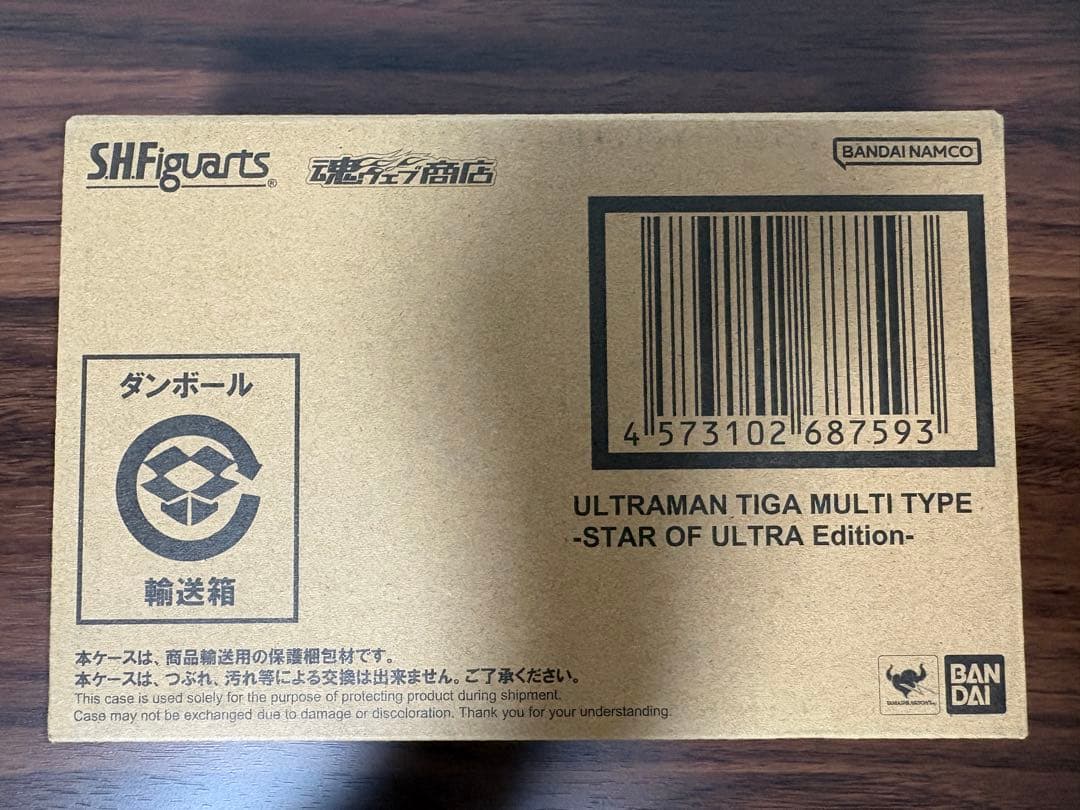 S.H.Figuarts®
魂ウェブ商店
BANDAI NAMCO
4 573102 687593
ULTRAMAN TIGA MULTI TYPE
-STAR OF ULTRA Edition-
ダンボール
輸送箱
本ケースは、商品輸送用の保護梱包材です。
本ケースは、つぶれ、汚れ等による交換は出来ません。ご了承ください。
This case is used solely for the purpose of protecting product during shipment.
Case may not be exchanged due to damage or discoloration. Thank you for your understanding.
TAMASHII NATIONS
BAN
DAI